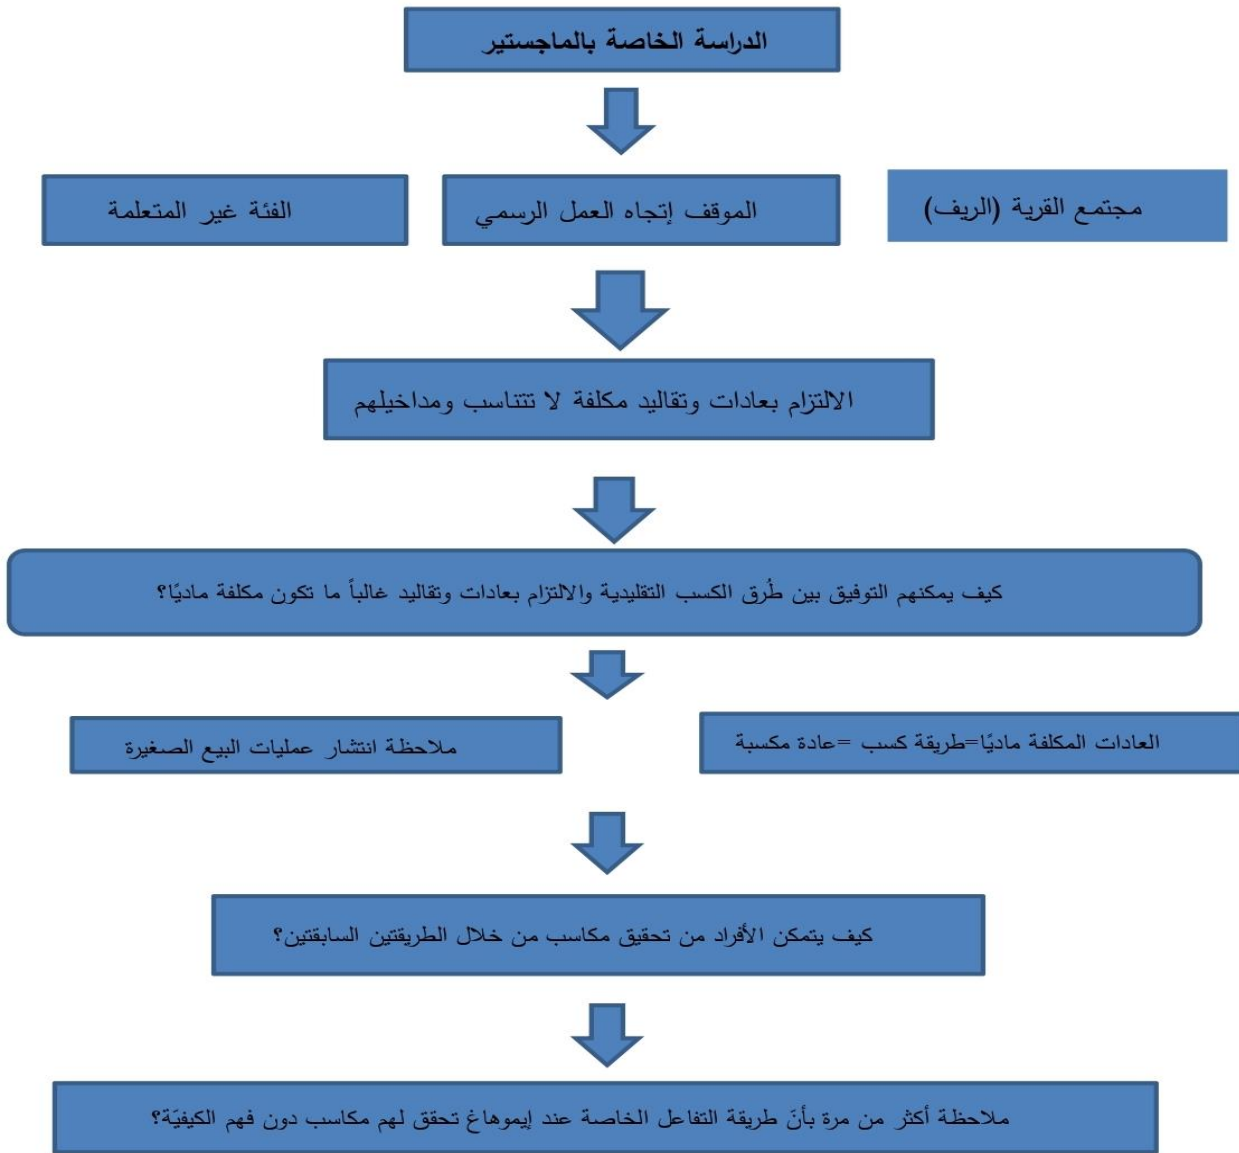 الدراسة الخاصة بالماجستير
مجتمع القرية (الريف)
الموقف إتجاه العمل الرسمي
الفئة غير المتعلمة
الالتزام بعادات وتقاليد مكلفة لا تتناسب ومداخيلهم
كيف يمكنهم التوفيق بين طُرق الكسب التقليدية والالتزام بعادات وتقاليد غالباً ما تكون مكلفة ماديًا؟
العادات المكلفة ماديًا=طريقة كسب =عادة مكسبة
ملاحظة انتشار عمليات البيع الصغيرة
كيف يتمكن الأفراد من تحقيق مكاسب من خلال الطريقتين السابقتين؟
ملاحظة أكثر من مرة بأنَ طريقة التفاعل الخاصة عند إيموهاغ تحقق لهم مكاسب دون فهم الكيفيَة؟